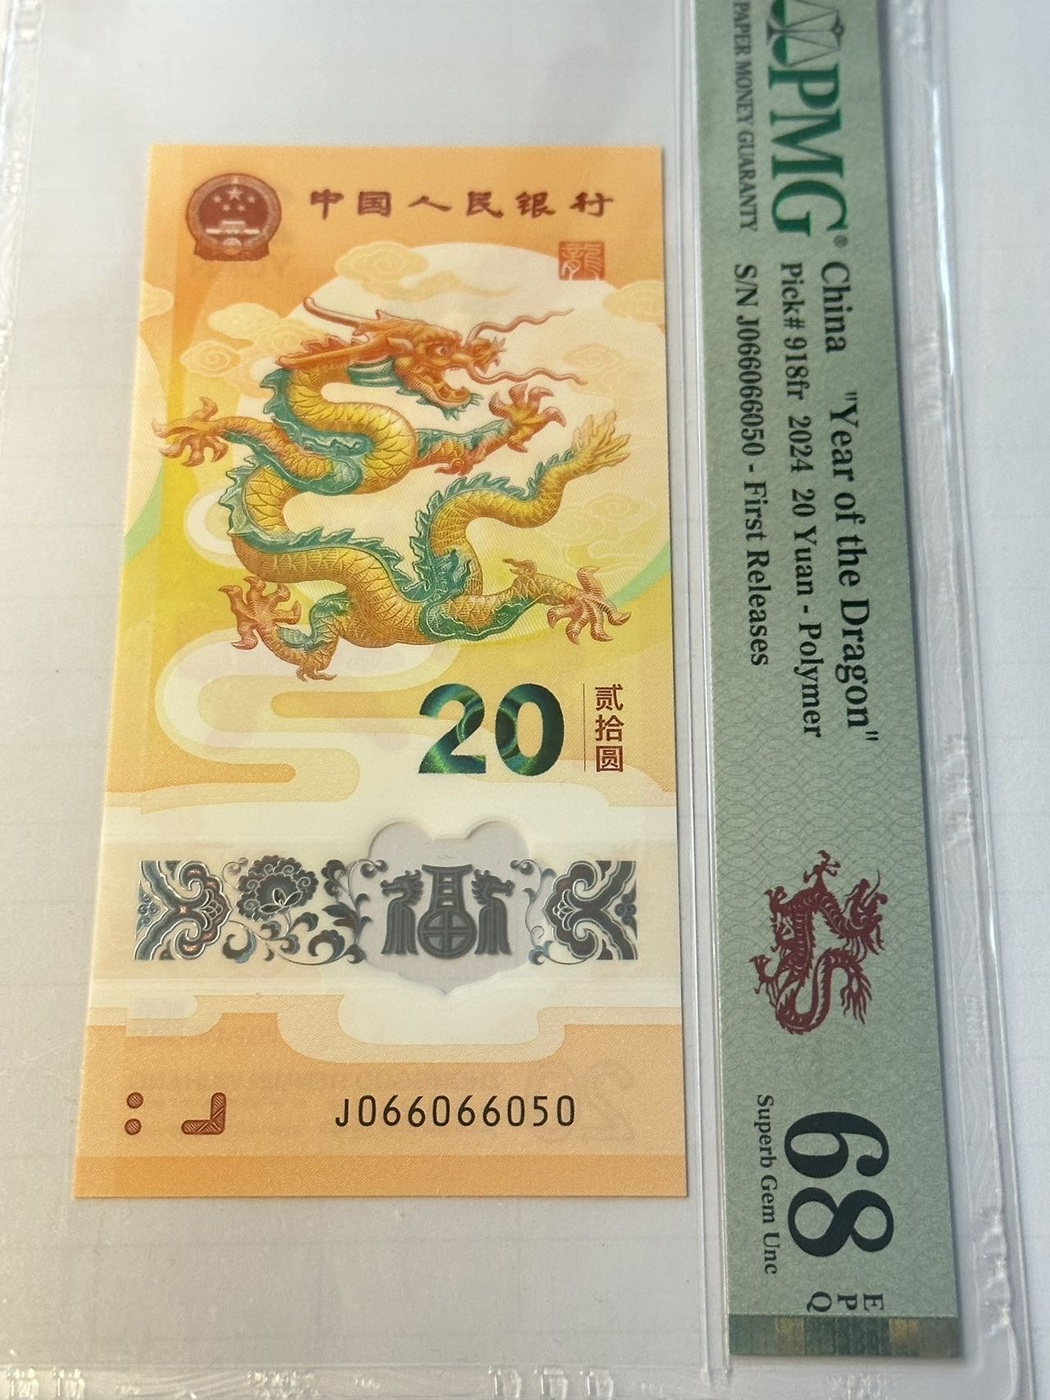 中国人民银行
龍
20
贰拾圆
J066066050
PMG®
PAPER MONEY GUARANTY
China "Year of the Dragon"
Pick# 918fr 2024 20 Yuan - Polymer
S/N J066066050 - First Releases
68 EPQ
Superb Gem Unc